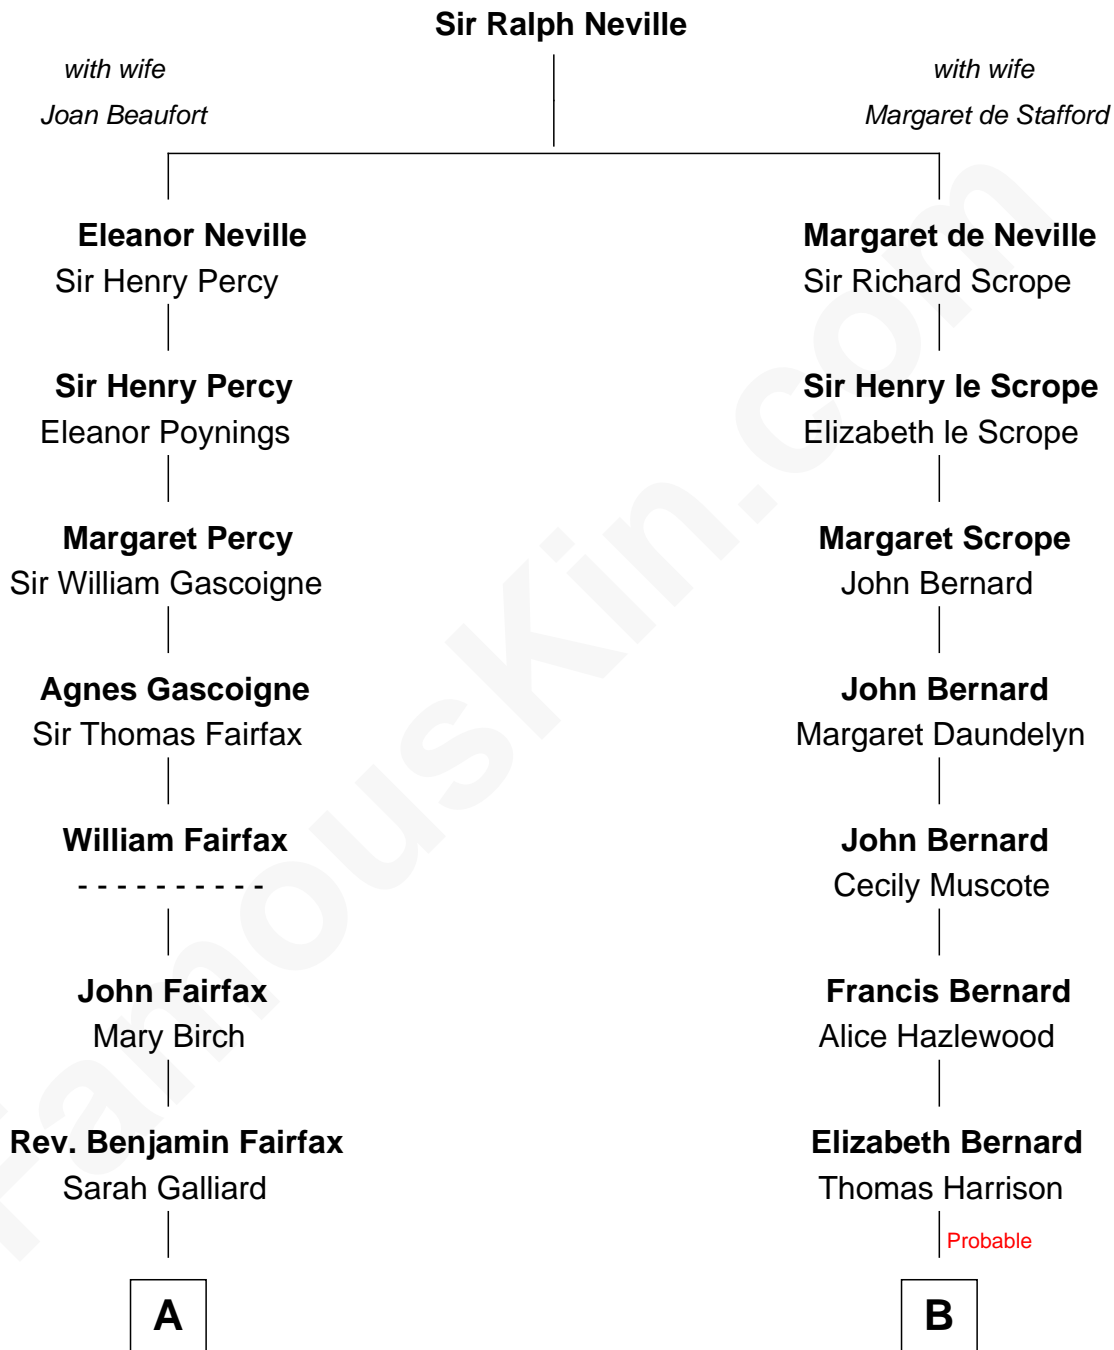 Sir Ralph Neville
with wife
Joan Beaufort
with wife
Margaret de Stafford
Eleanor Neville
Sir Henry Percy
Margaret de Neville
Sir Richard Scrope
Sir Henry Percy
Eleanor Poynings
Sir Henry le Scrope
Elizabeth le Scrope
Margaret Percy
Sir William Gascoigne
Margaret Scrope
John Bernard
Agnes Gascoigne
Sir Thomas Fairfax
John Bernard
Margaret Daundelyn
William Fairfax
- - - - - - - - - -
John Bernard
Cecily Muscote
John Fairfax
Mary Birch
Francis Bernard
Alice Hazlewood
Rev. Benjamin Fairfax
Sarah Galliard
Elizabeth Bernard
Thomas Harrison
Probable
A
B
FamousKin.com